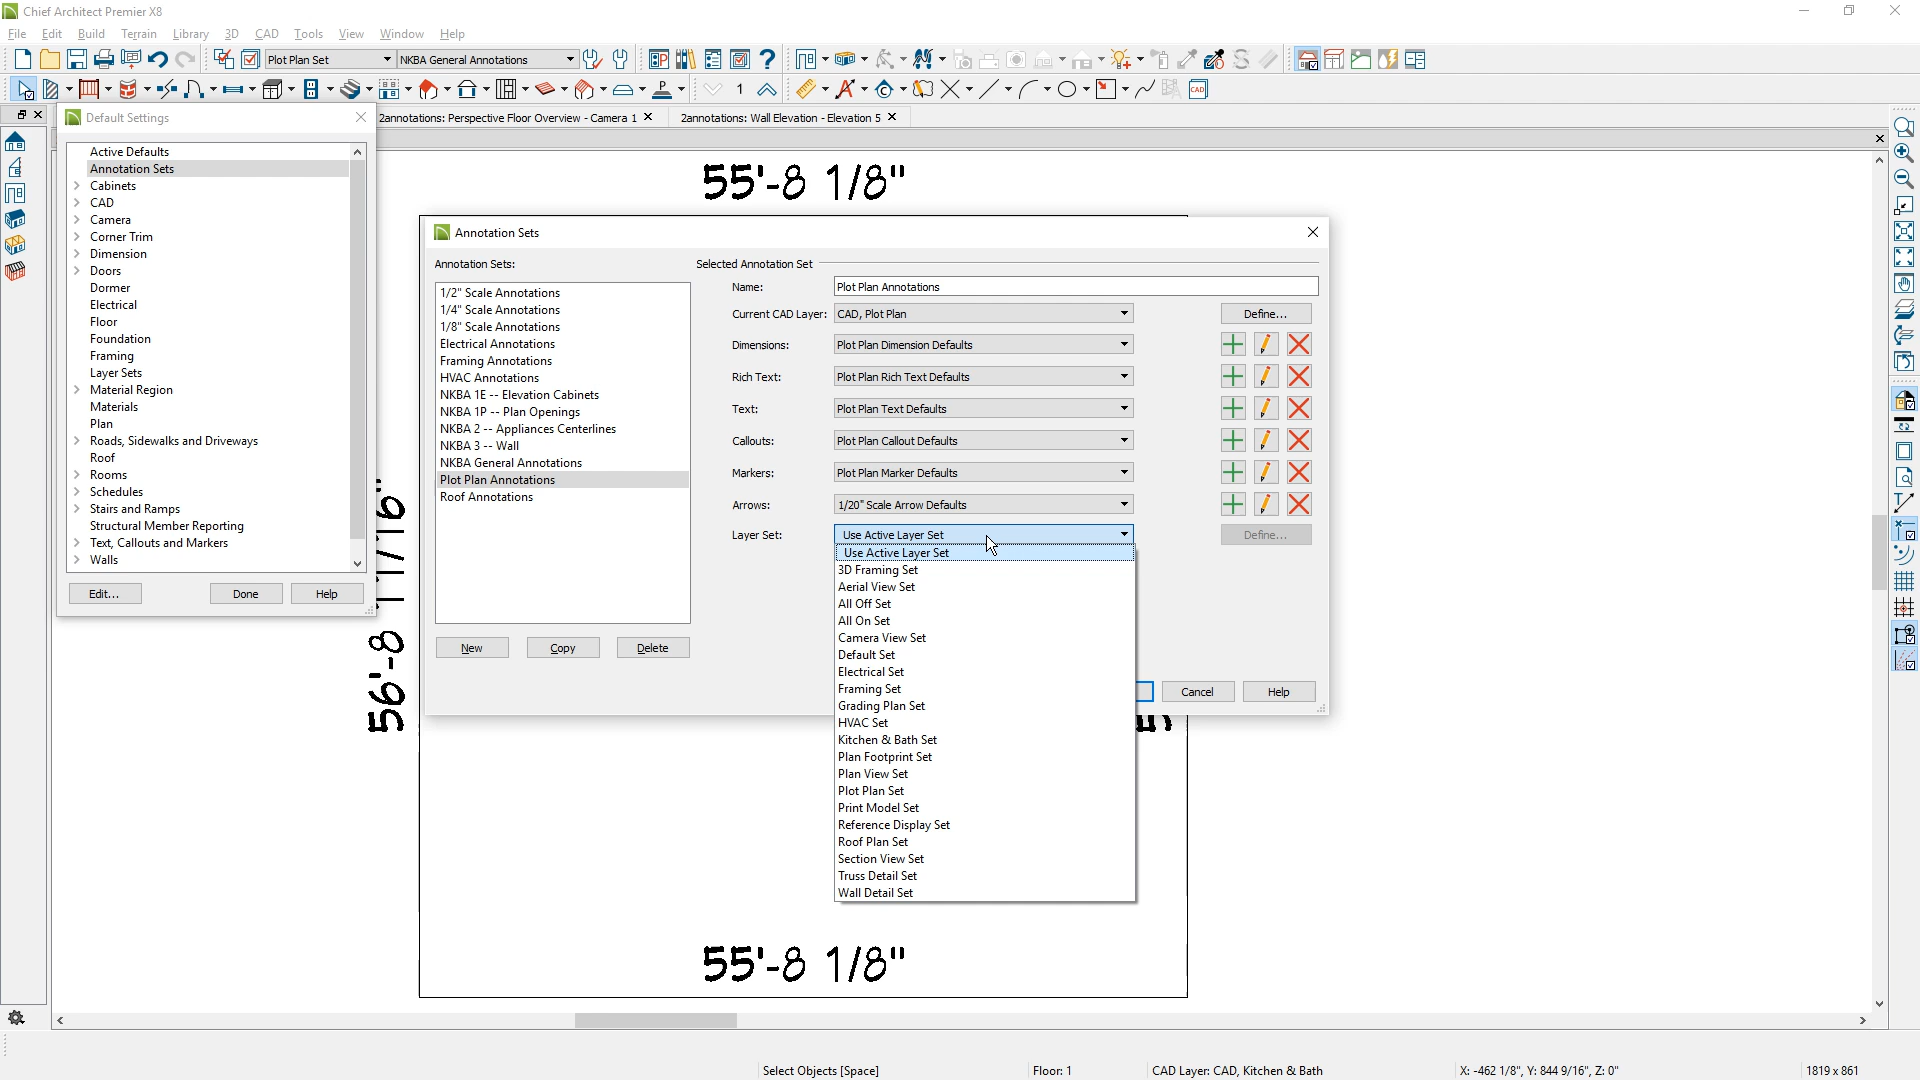 Chief Architect Premier X8
File Edit Build Terrain Library 3D CAD Tools View Window Help
Plot Plan Set NKBA General Annotations
1
CAD
Default Settings
2annotations: Perspective Floor Overview - Camera 1
2annotations: Wall Elevation - Elevation 5
Active Defaults
Annotation Sets
Cabinets
CAD
Camera
Corner Trim
Dimension
Doors
Dormer
Electrical
Floor
Foundation
Framing
Layer Sets
Material Region
Materials
Plan
Roads, Sidewalks and Driveways
Roof
Rooms
Schedules
Stairs and Ramps
Structural Member Reporting
Text, Callouts and Markers
Walls
Edit... Done Help
55'-8 1/8"
Annotation Sets
Annotation Sets:
1/2" Scale Annotations
1/4" Scale Annotations
1/8" Scale Annotations
Electrical Annotations
Framing Annotations
HVAC Annotations
NKBA 1E -- Elevation Cabinets
NKBA 1P -- Plan Openings
NKBA 2 -- Appliances Centerlines
NKBA 3 -- Wall
NKBA General Annotations
Plot Plan Annotations
Roof Annotations
New Copy Delete
Selected Annotation Set
Name: Plot Plan Annotations
Current CAD Layer: CAD, Plot Plan Define...
Dimensions: Plot Plan Dimension Defaults
Rich Text: Plot Plan Rich Text Defaults
Text: Plot Plan Text Defaults
Callouts: Plot Plan Callout Defaults
Markers: Plot Plan Marker Defaults
Arrows: 1/20" Scale Arrow Defaults
Layer Set: Use Active Layer Set Define...
Use Active Layer Set
3D Framing Set
Aerial View Set
All Off Set
All On Set
Camera View Set
Default Set
Electrical Set
Framing Set
Grading Plan Set
HVAC Set
Kitchen & Bath Set
Plan Footprint Set
Plan View Set
Plot Plan Set
Print Model Set
Reference Display Set
Roof Plan Set
Section View Set
Truss Detail Set
Wall Detail Set
Cancel Help
56'-8 11/16"
55'-8 1/8"
Select Objects [Space] Floor: 1 CAD Layer: CAD, Kitchen & Bath X: -462 1/8", Y: 844 9/16", Z: 0" 1819 x 861